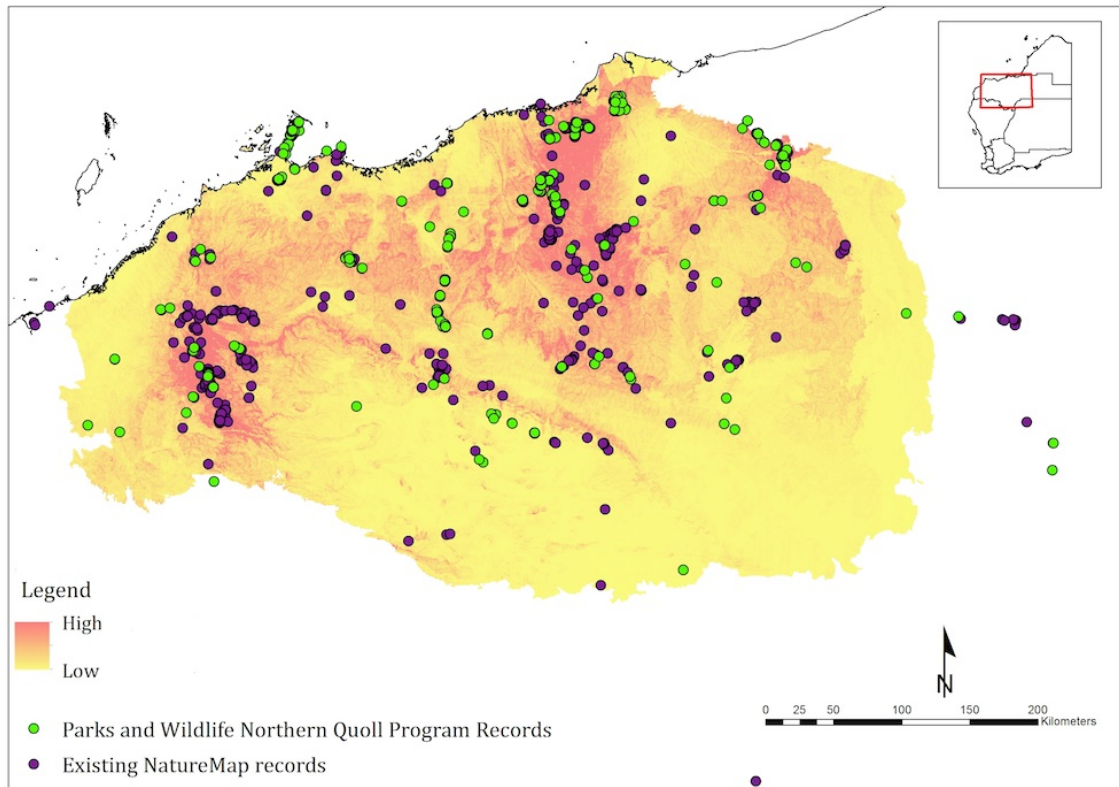 Legend
High
Low
Parks and Wildlife Northern Quoll Program Records
Existing NatureMap records
N
0 25 50 100 150 200
Kilometers